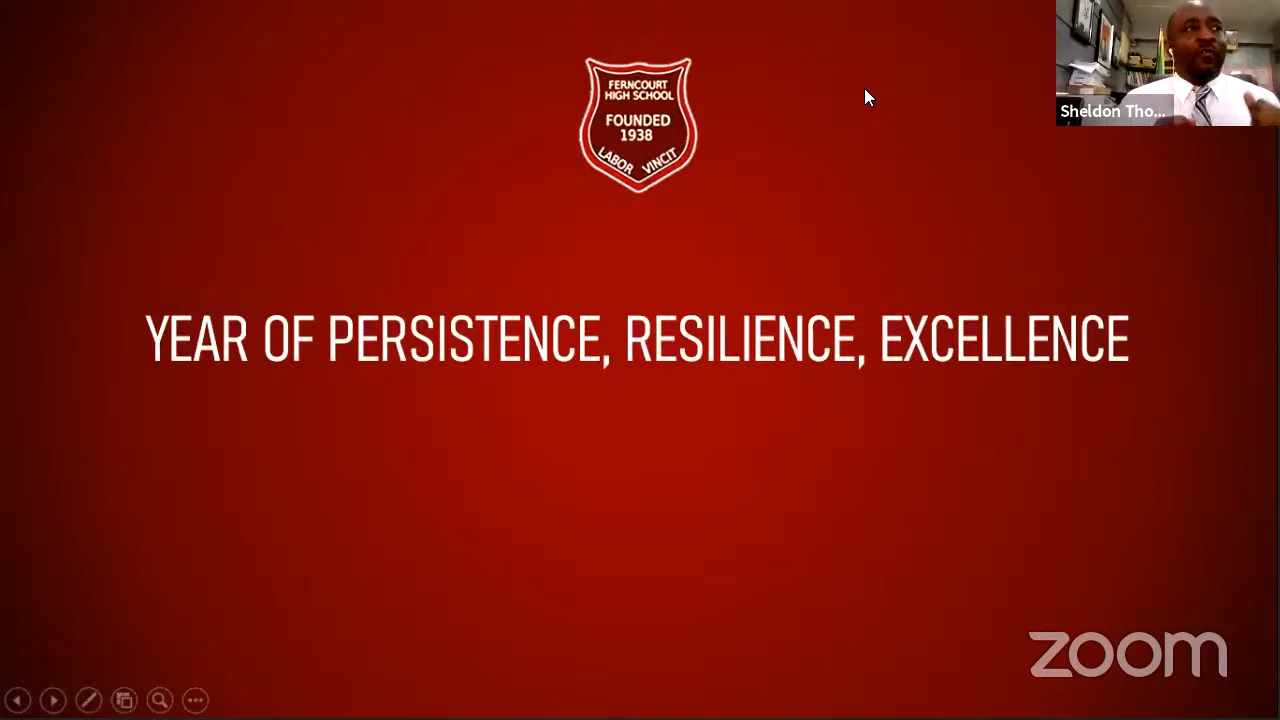 FERNCOURT
HIGH SCHOOL
FOUNDED
1938
LABOR VINCIT
Sheldon Tho...
YEAR OF PERSISTENCE, RESILIENCE, EXCELLENCE
zoom